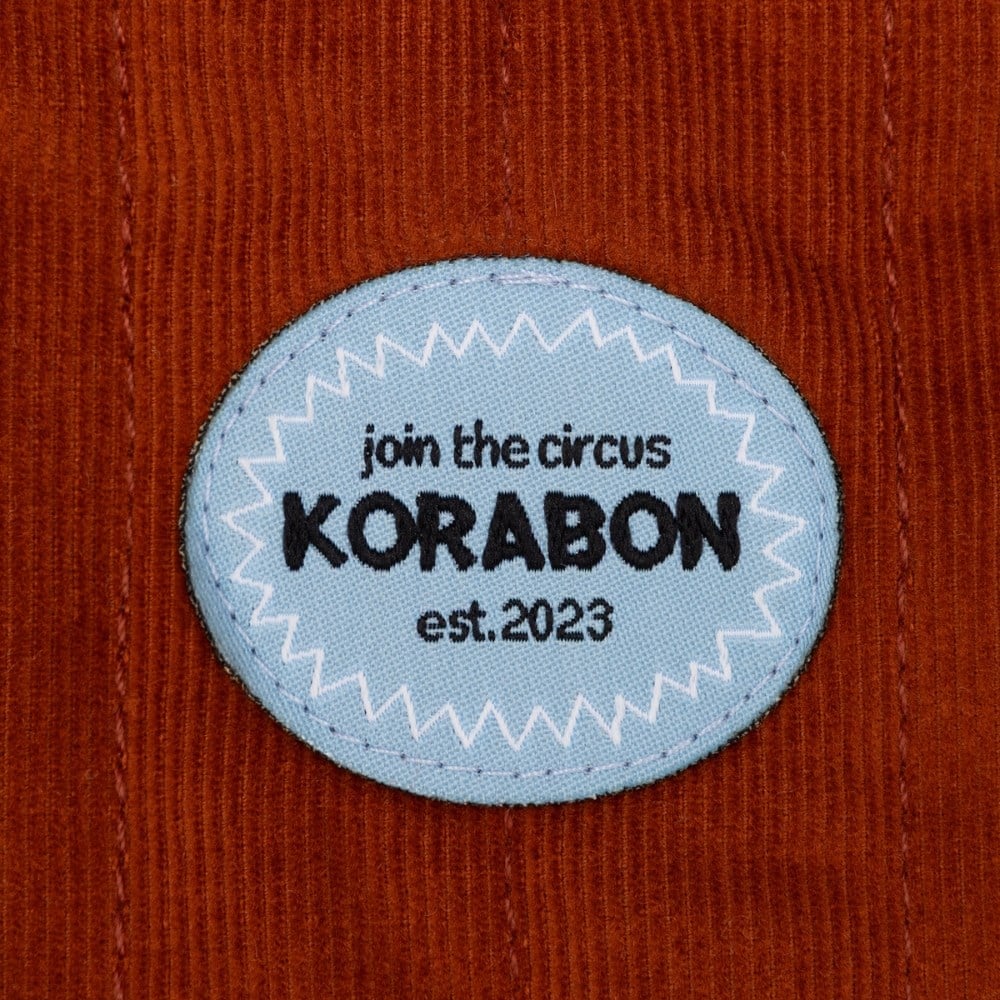 join the circus
KORABON
est.2023